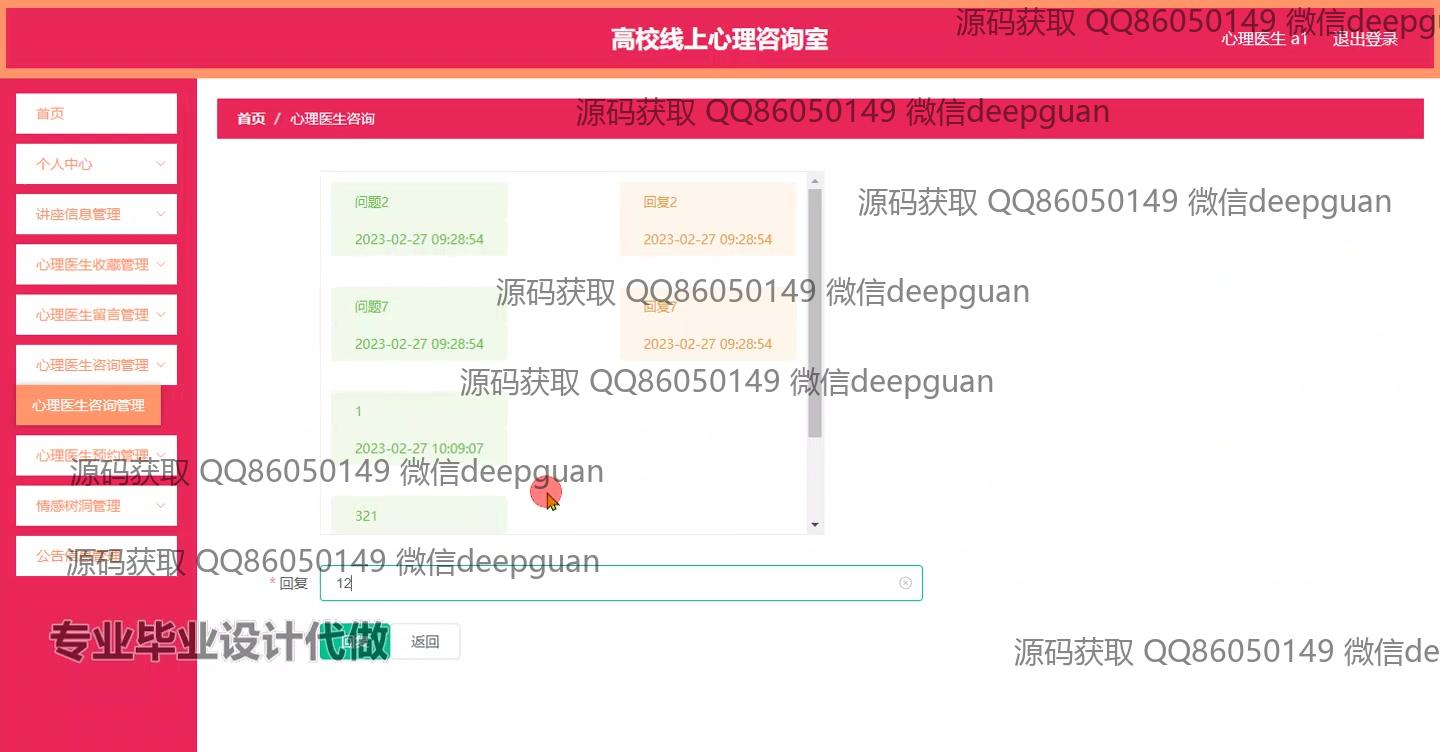 高校线上心理咨询室
源码获取 QQ86050149 微信deepgu
心理医生 a1
退出登录
首页
个人中心
讲座信息管理
心理医生收藏管理
心理医生留言管理
心理医生咨询管理
心理医生咨询管理
心理医生预约管理
情感树洞管理
公告信息管理
首页 / 心理医生咨询
源码获取 QQ86050149 微信deepguan
问题2
2023-02-27 09:28:54
回复2
2023-02-27 09:28:54
源码获取 QQ86050149 微信deepguan
源码获取 QQ86050149 微信deepguan
问题7
2023-02-27 09:28:54
回复7
2023-02-27 09:28:54
源码获取 QQ86050149 微信deepguan
1
2023-02-27 10:09:07
源码获取 QQ86050149 微信deepguan
321
源码获取 QQ86050149 微信deepguan
* 回复
12
回复
返回
专业毕业设计代做
源码获取 QQ86050149 微信de